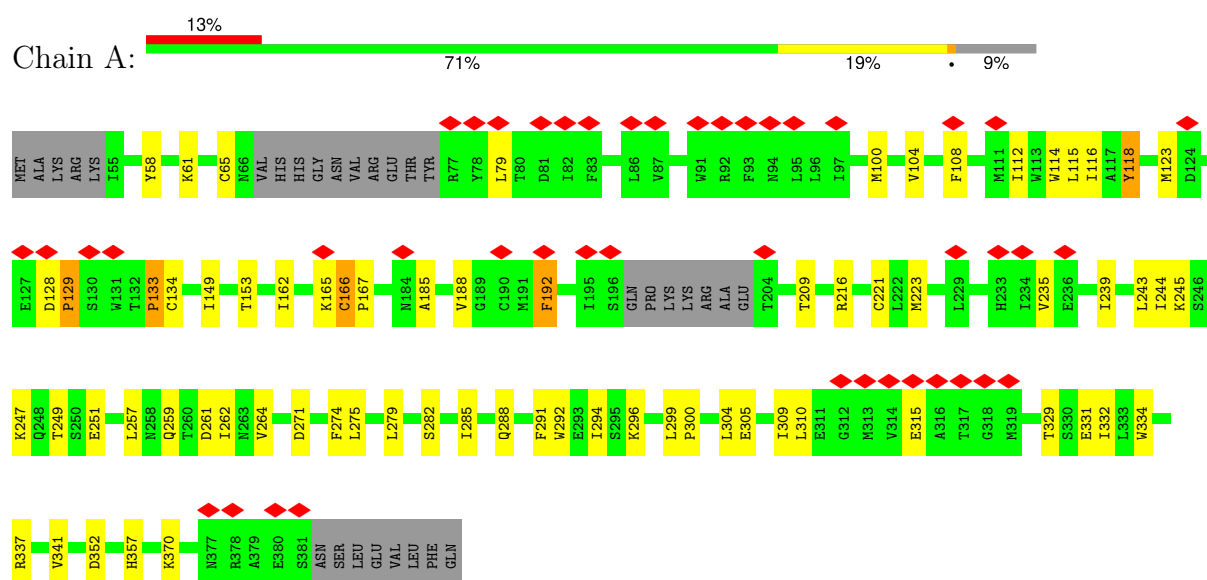 13%
Chain A:
71% 19% • 9%
MET ALA LYS ARG LYS I55 Y58 K61 C65 N66 VAL HIS HIS GLY ASN VAL ARG GLU THR TYR R77 Y78 L79 T80 D81 I82 F83 L86 V87 W91 R92 F93 N94 L95 L96 I97 M100 V104 F108 M111 I112 W113 W114 L115 I116 A117 Y118 M123 D124
E127 D128 P129 S130 W131 T132 P133 C134 I149 T153 I162 K165 C166 P167 N184 A185 V188 G189 C190 M191 F192 I195 S196 GLN PRO LYS LYS ARG ALA GLU T204 T209 R216 C221 L222 M223 L229 H233 I234 V235 E236 I239 L243 I244 K245 S246
K247 Q248 T249 S250 E251 L257 N258 Q259 T260 D261 I262 N263 V264 D271 F274 L275 L279 S282 I285 Q288 F291 W292 E293 I294 S295 K296 L299 P300 L304 E305 I309 L310 E311 G312 M313 V314 E315 A316 T317 G318 M319 T329 S330 E331 I332 L333 W334
R337 V341 D352 H357 K370 N377 R378 A379 E380 S381 ASN SER LEU GLU VAL LEU PHE GLN